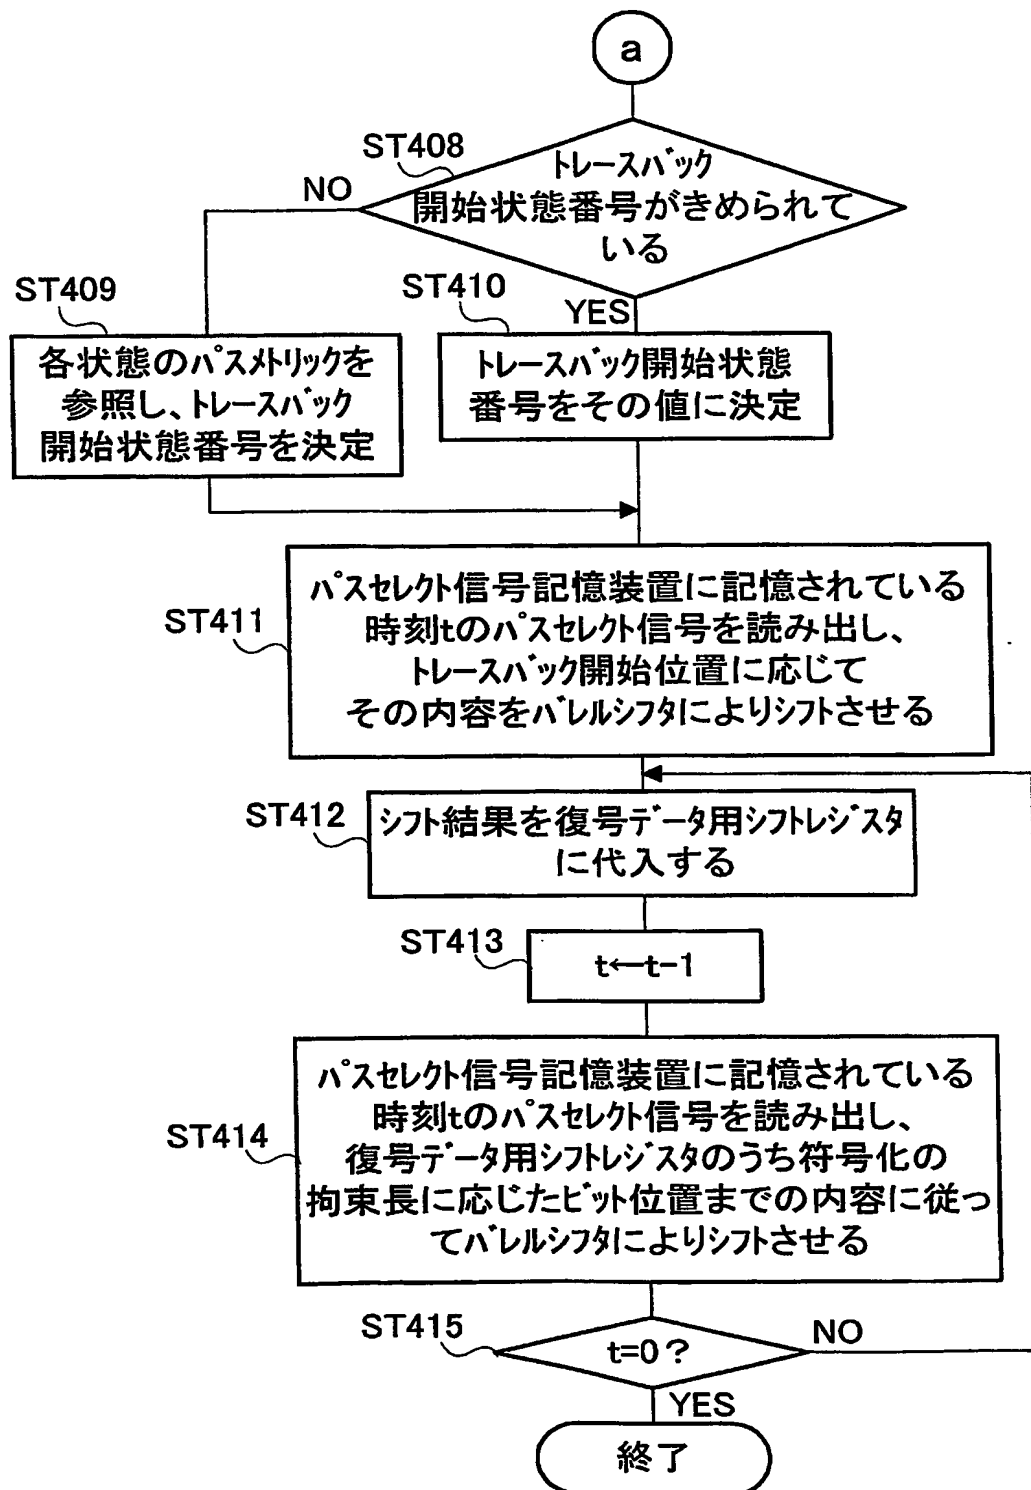 a
ST408
トレースバック
開始状態番号がきめられて
いる
NO
YES
ST409
各状態のパスメトリックを
参照し、トレースバック
開始状態番号を決定
ST410
トレースバック開始状態
番号をその値に決定
ST411
パスセレクト信号記憶装置に記憶されている
時刻tのパスセレクト信号を読み出し、
トレースバック開始位置に応じて
その内容をバレルシフタによりシフトさせる
ST412
シフト結果を復号データ用シフトレジスタ
に代入する
ST413
t←t-1
ST414
パスセレクト信号記憶装置に記憶されている
時刻tのパスセレクト信号を読み出し、
復号データ用シフトレジスタのうち符号化の
拘束長に応じたビット位置までの内容に従っ
てバレルシフタによりシフトさせる
ST415
t=0?
NO
YES
終了